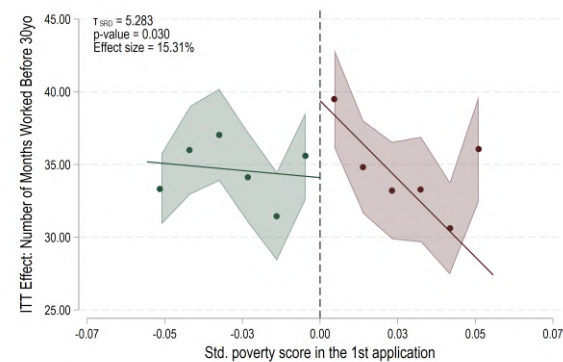 45.00
τ SRD = 5.283
p-value = 0.030
Effect size = 15.31%
40.00
35.00
30.00
25.00
ITT Effect: Number of Months Worked Before 30yo
-0.07 -0.05 -0.03 0.00 0.03 0.05 0.07
Std. poverty score in the 1st application